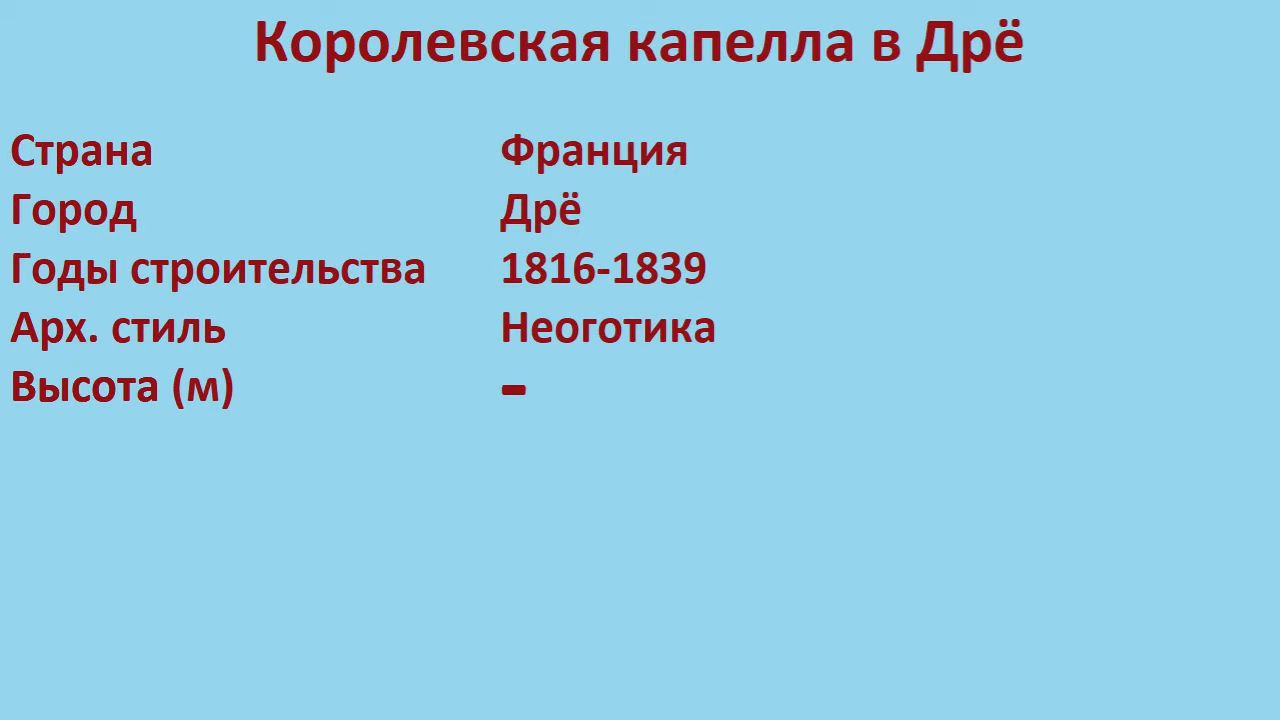 Королевская капелла в Дрё
Страна Франция
Город Дрё
Годы строительства 1816-1839
Арх. стиль Неоготика
Высота (м) -